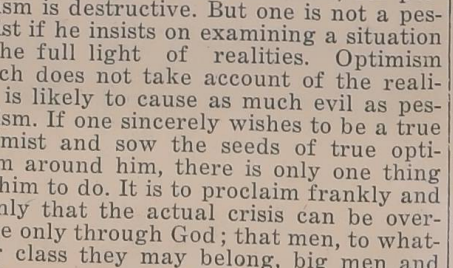 ism is destructive. But one is not a pes-
ist if he insists on examining a situation
he full light of realities. Optimism
ch does not take account of the reali-
is likely to cause as much evil as pes-
sm. If one sincerely wishes to be a true
mist and sow the seeds of true opti-
m around him, there is only one thing
him to do. It is to proclaim frankly and
nly that the actual crisis can be over-
e only through God; that men, to what-
r class they may belong, big men and